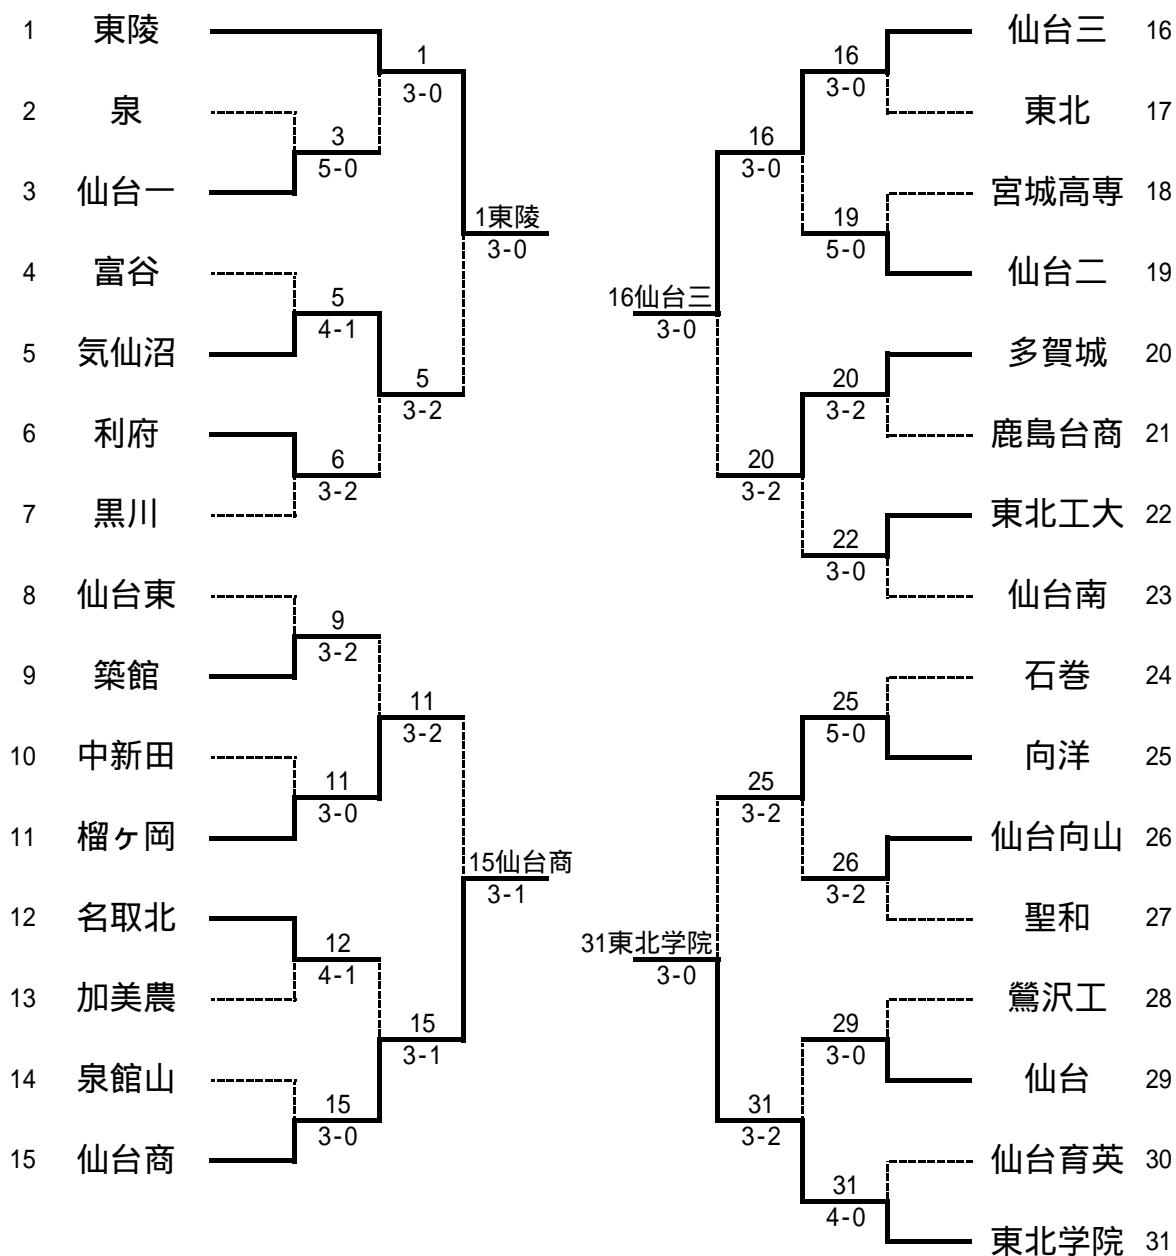 1 東陵
1
3-0
2 泉
3
5-0
3 仙台一
1東陵
3-0
4 富谷
5
4-1
5 気仙沼
5
3-2
6 利府
6
3-2
7 黒川
8 仙台東
9
3-2
9 築館
11
3-2
10 中新田
11
3-0
11 榴ヶ岡
15仙台商
3-1
12 名取北
12
4-1
13 加美農
15
3-1
14 泉館山
15
3-0
15 仙台商
仙台三 16
16
3-0
東北 17
16
3-0
宮城高専 18
19
5-0
仙台二 19
16仙台三
3-0
多賀城 20
20
3-2
鹿島台商 21
20
3-2
東北工大 22
22
3-0
仙台南 23
石巻 24
25
5-0
向洋 25
25
3-2
仙台向山 26
26
3-2
聖和 27
31東北学院
3-0
鶯沢工 28
29
3-0
仙台 29
31
3-2
仙台育英 30
31
4-0
東北学院 31